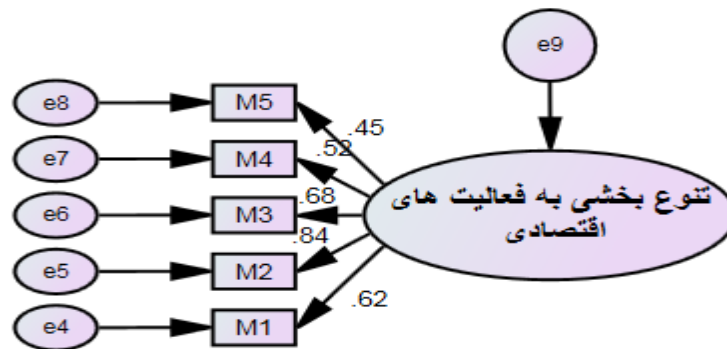 e9
e8
M5
.45
e7
M4
.52
تنوع بخشی به فعالیت های
اقتصادی
e6
M3
.68
e5
M2
.84
e4
M1
.62